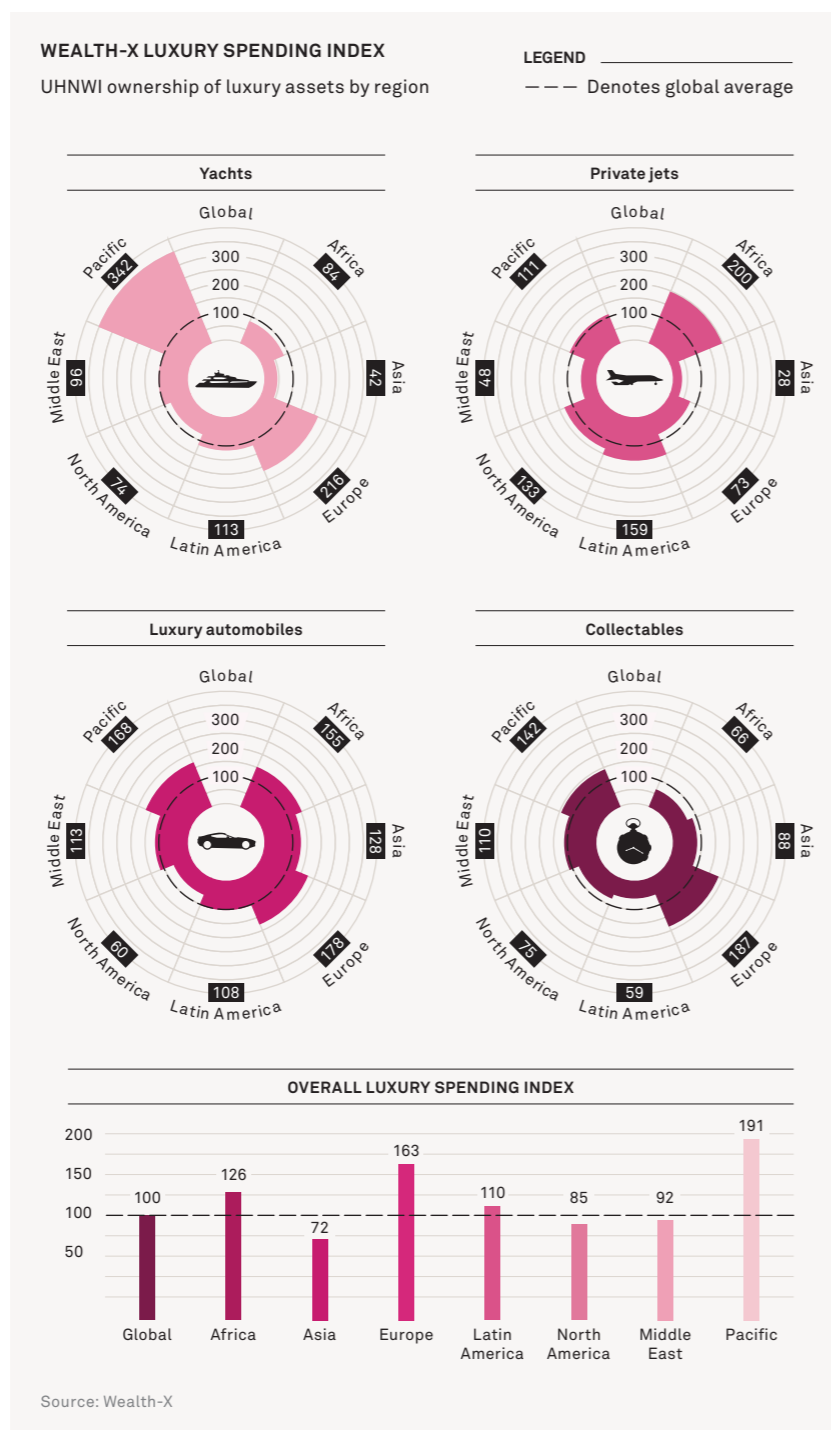 WEALTH-X LUXURY SPENDING INDEX
UHNWI ownership of luxury assets by region
LEGEND
Denotes global average
Yachts
Global
300
200
100
Africa
84
Asia
42
Europe
216
Latin America
113
North America
74
Middle East
96
Pacific
342
Private jets
Global
300
200
100
Africa
200
Asia
28
Europe
73
Latin America
159
North America
133
Middle East
48
Pacific
111
Luxury automobiles
Global
300
200
100
Africa
155
Asia
128
Europe
178
Latin America
108
North America
60
Middle East
113
Pacific
168
Collectables
Global
300
200
100
Africa
66
Asia
88
Europe
187
Latin America
59
North America
75
Middle East
110
Pacific
142
OVERALL LUXURY SPENDING INDEX
200
150
100
50
100
126
72
163
110
85
92
191
Global
Africa
Asia
Europe
Latin
America
North
America
Middle
East
Pacific
Source: Wealth-X